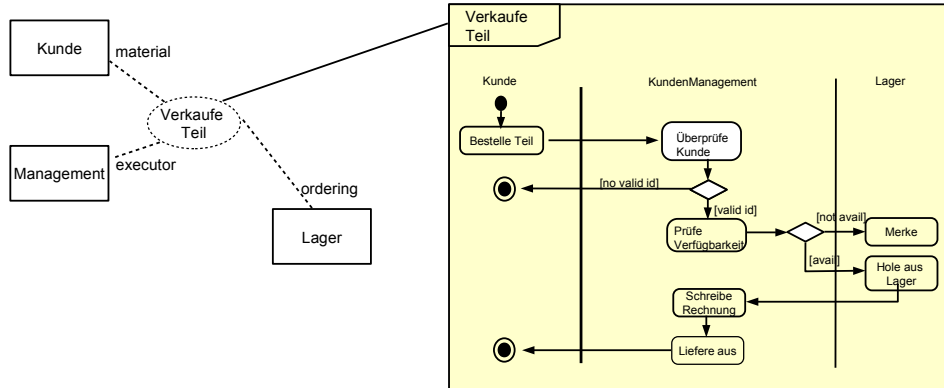 Kunde
material
Verkaufe
Teil
Management
executor
ordering
Lager
Verkaufe
Teil
Kunde
KundenManagement
Lager
Bestelle Teil
Überprüfe
Kunde
[no valid id]
[valid id]
Prüfe
Verfügbarkeit
[not avail]
Merke
[avail]
Hole aus
Lager
Schreibe
Rechnung
Liefere aus